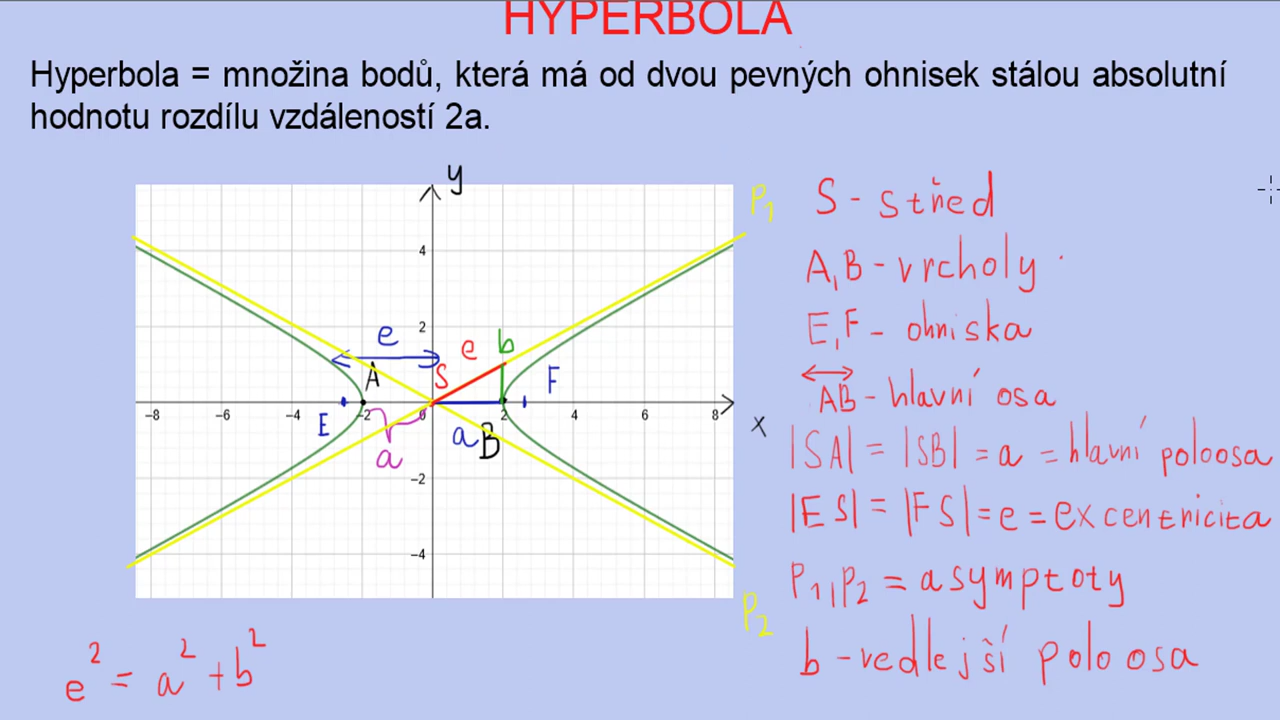 HYPERBOLA
Hyperbola = množina bodů, která má od dvou pevných ohnisek stálou absolutní
hodnotu rozdílu vzdáleností 2a.
y
P₁
4
2
e
e
b
A
S
F
-8
-6
-4
-2
0
2
4
6
8
E
a
a
B
x
-2
-4
P₂
S - střed
A,B - vrcholy
E,F - ohniska
AB - hlavní osa
|SA| = |SB| = a = hlavní poloosa
|ES| = |FS| = e = excentricita
P₁,P₂ = asymptoty
b - vedlejší poloosa
e² = a² + b²